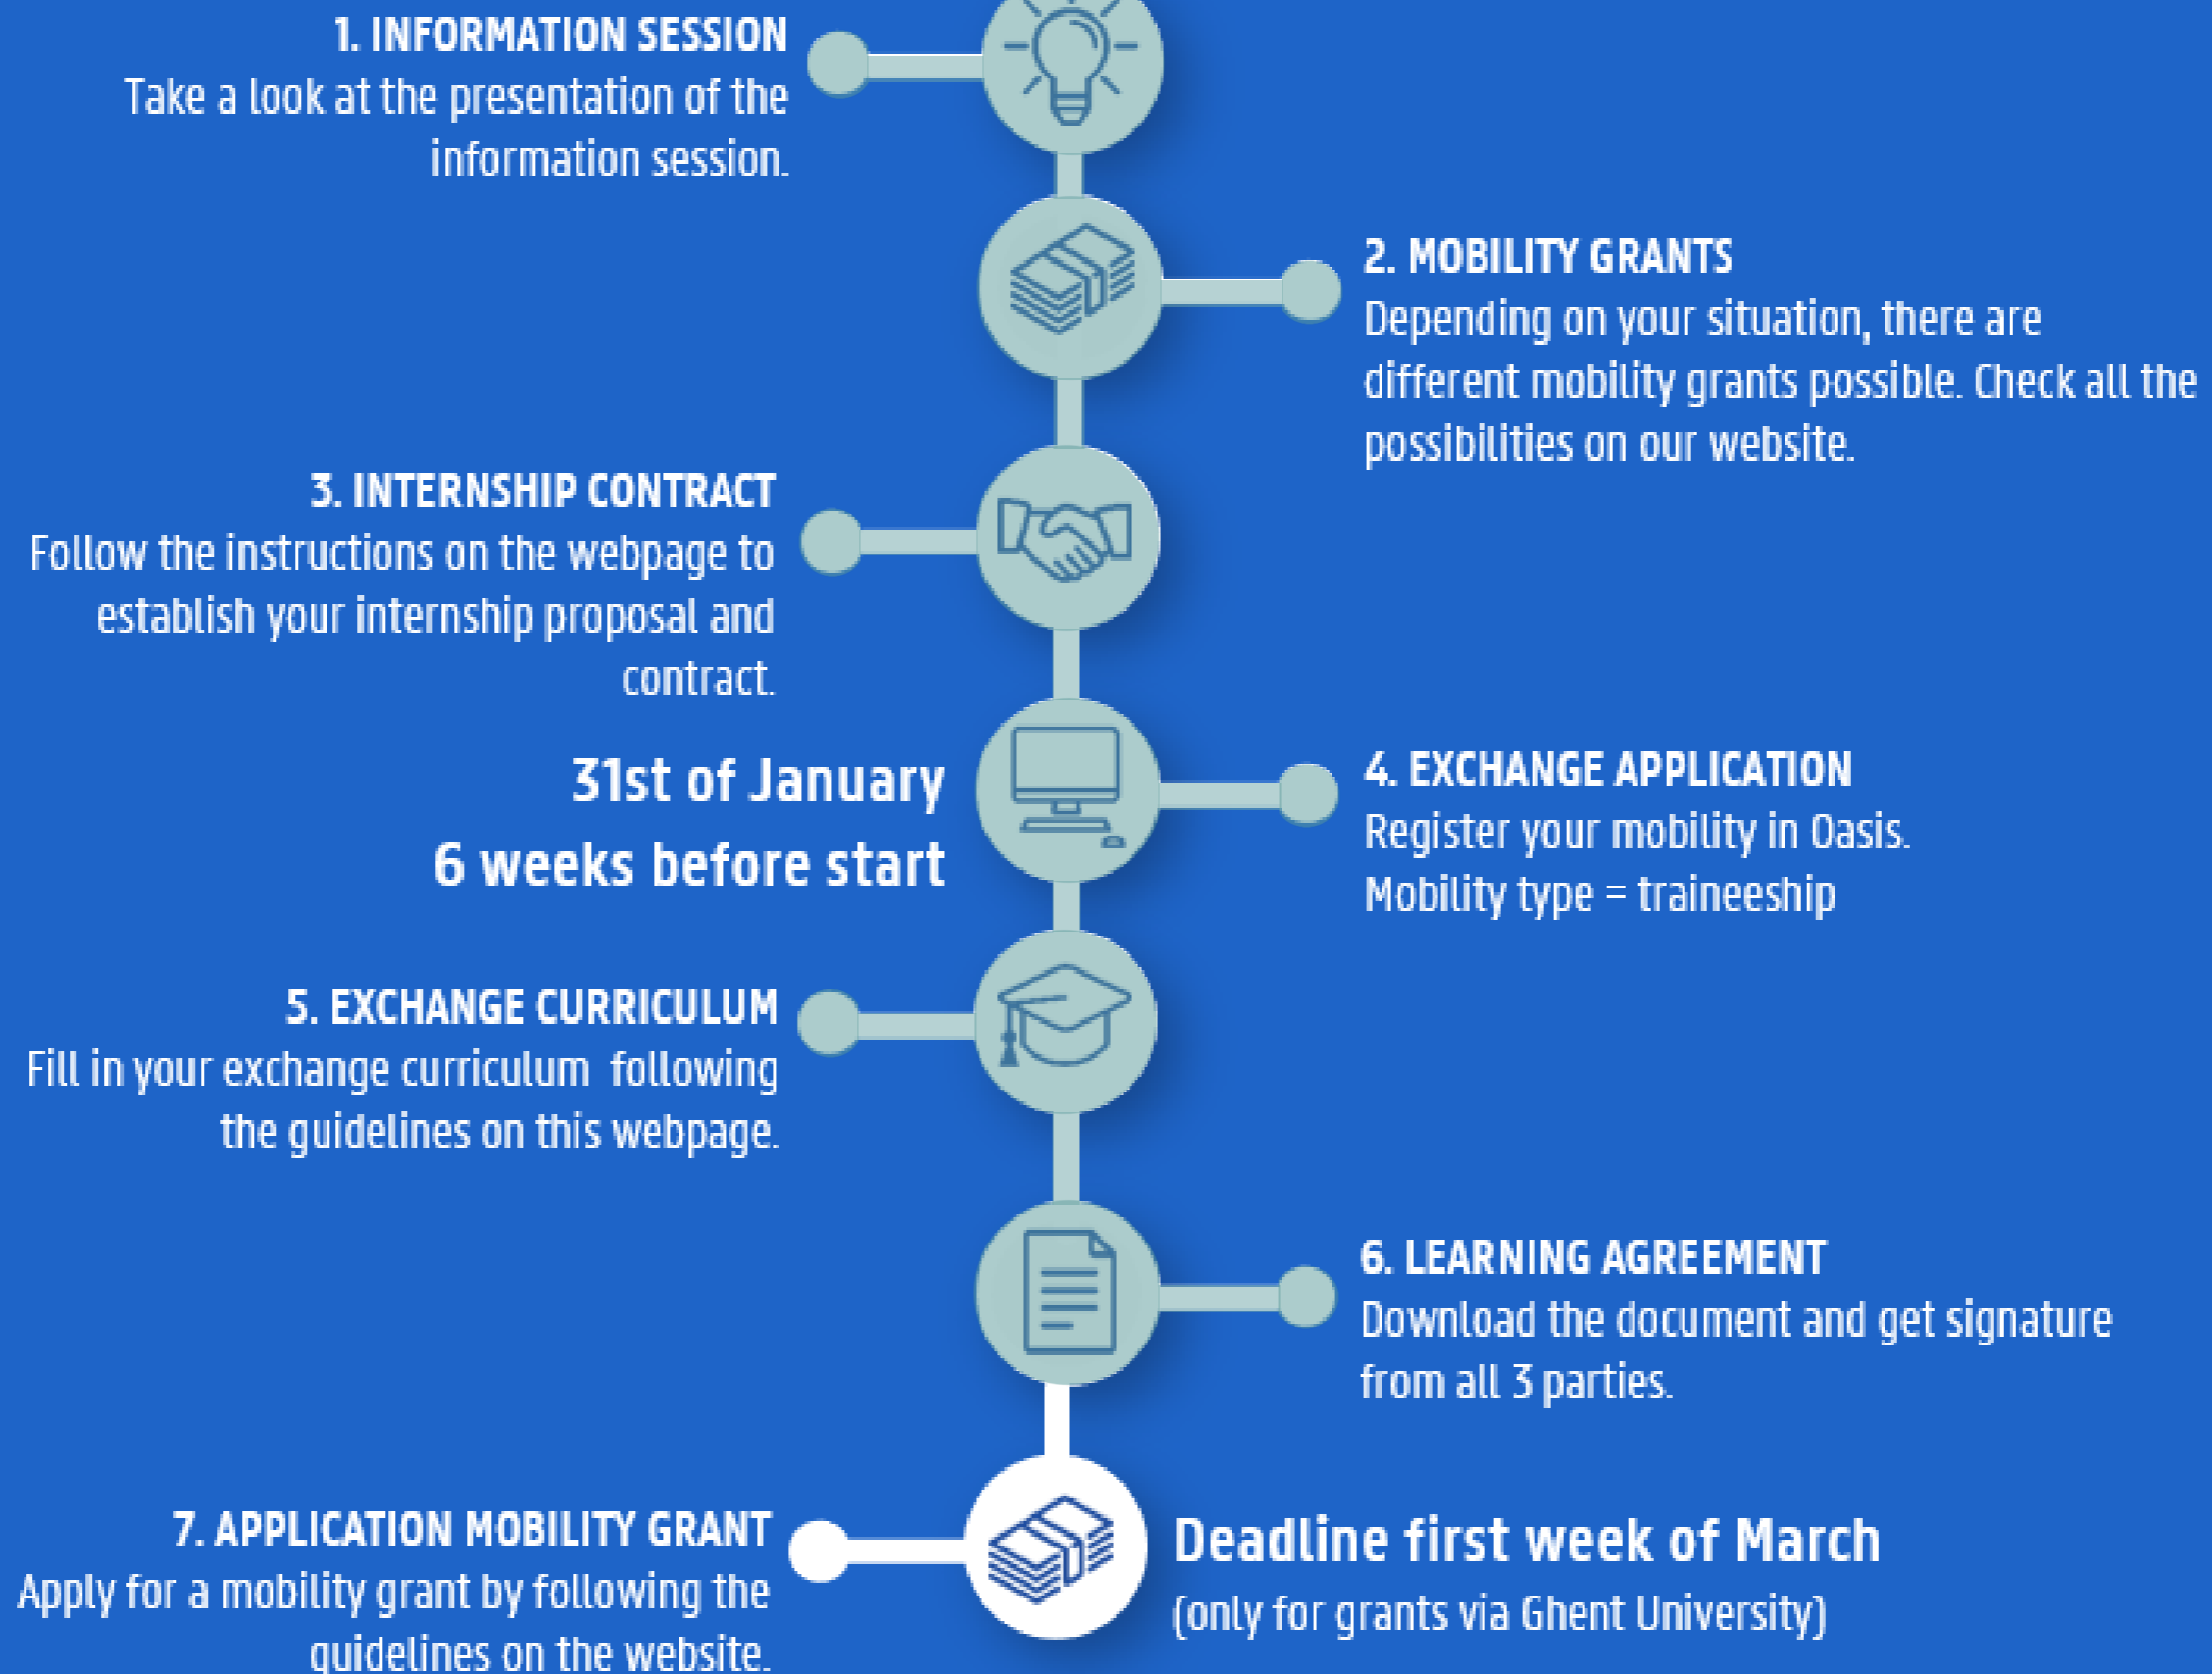 1. INFORMATION SESSION
Take a look at the presentation of the
information session.
2. MOBILITY GRANTS
Depending on your situation, there are
different mobility grants possible. Check all the
possibilities on our website.
3. INTERNSHIP CONTRACT
Follow the instructions on the webpage to
establish your internship proposal and
contract.
31st of January
6 weeks before start
4. EXCHANGE APPLICATION
Register your mobility in Oasis.
Mobility type = traineeship
5. EXCHANGE CURRICULUM
Fill in your exchange curriculum  following
the guidelines on this webpage.
6. LEARNING AGREEMENT
Download the document and get signature
from all 3 parties.
7. APPLICATION MOBILITY GRANT
Apply for a mobility grant by following the
guidelines on the website.
Deadline first week of March
(only for grants via Ghent University)